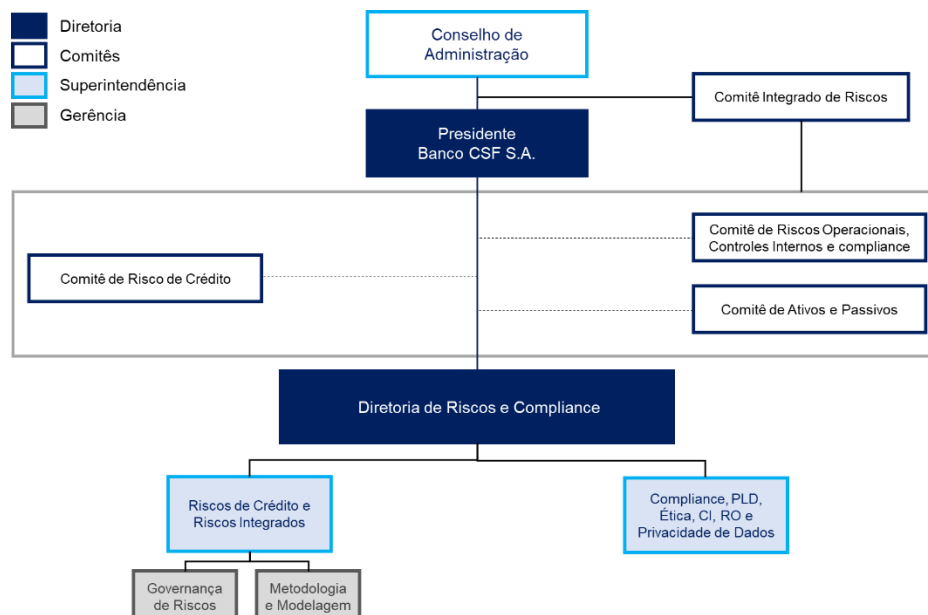 Diretoria
Comitês
Superintendência
Gerência
Conselho de
Administração
Comitê Integrado de Riscos
Presidente
Banco CSF S.A.
Comitê de Riscos Operacionais,
Controles Internos e compliance
Comitê de Risco de Crédito
Comitê de Ativos e Passivos
Diretoria de Riscos e Compliance
Riscos de Crédito e
Riscos Integrados
Compliance, PLD,
Ética, CI, RO e
Privacidade de Dados
Governança
de Riscos
Metodologia
e Modelagem